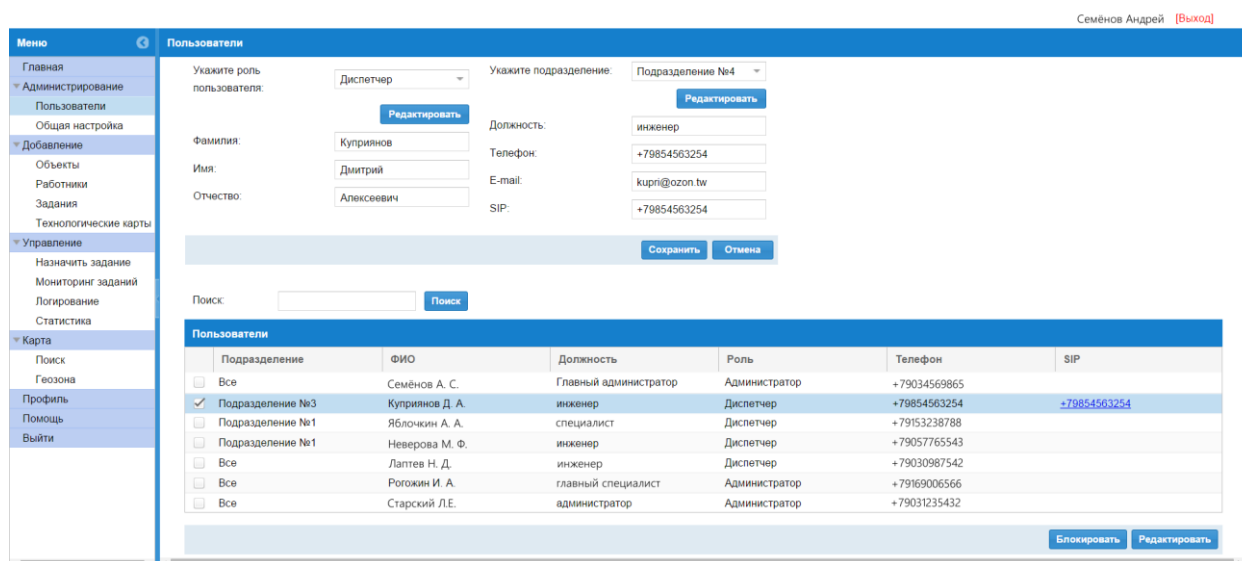 Семёнов Андрей [Выход]
Меню
Главная
Администрирование
Пользователи
Общая настройка
Добавление
Объекты
Работники
Задания
Технологические карты
Управление
Назначить задание
Мониторинг заданий
Логирование
Статистика
Карта
Поиск
Геозона
Профиль
Помощь
Выйти
Пользователи
Укажите роль
пользователя:
Диспетчер
Редактировать
Фамилия: Куприянов
Имя: Дмитрий
Отчество: Алексеевич
Укажите подразделение: Подразделение №4
Редактировать
Должность: инженер
Телефон: +79854563254
E-mail: kupri@ozon.tw
SIP: +79854563254
Сохранить Отмена
Поиск: Поиск
Пользователи
Подразделение ФИО Должность Роль Телефон SIP
Все Семёнов А. С. Главный администратор Администратор +79034569865
Подразделение №3 Куприянов Д. А. инженер Диспетчер +79854563254 +79854563254
Подразделение №1 Яблочкин А. А. специалист Диспетчер +79153238788
Подразделение №1 Неверова М. Ф. инженер Диспетчер +79057765543
Все Лаптев Н. Д. инженер Диспетчер +79030987542
Все Рогожин И. А. главный специалист Администратор +79169006566
Все Старский Л.Е. администратор Администратор +79031235432
Блокировать Редактировать